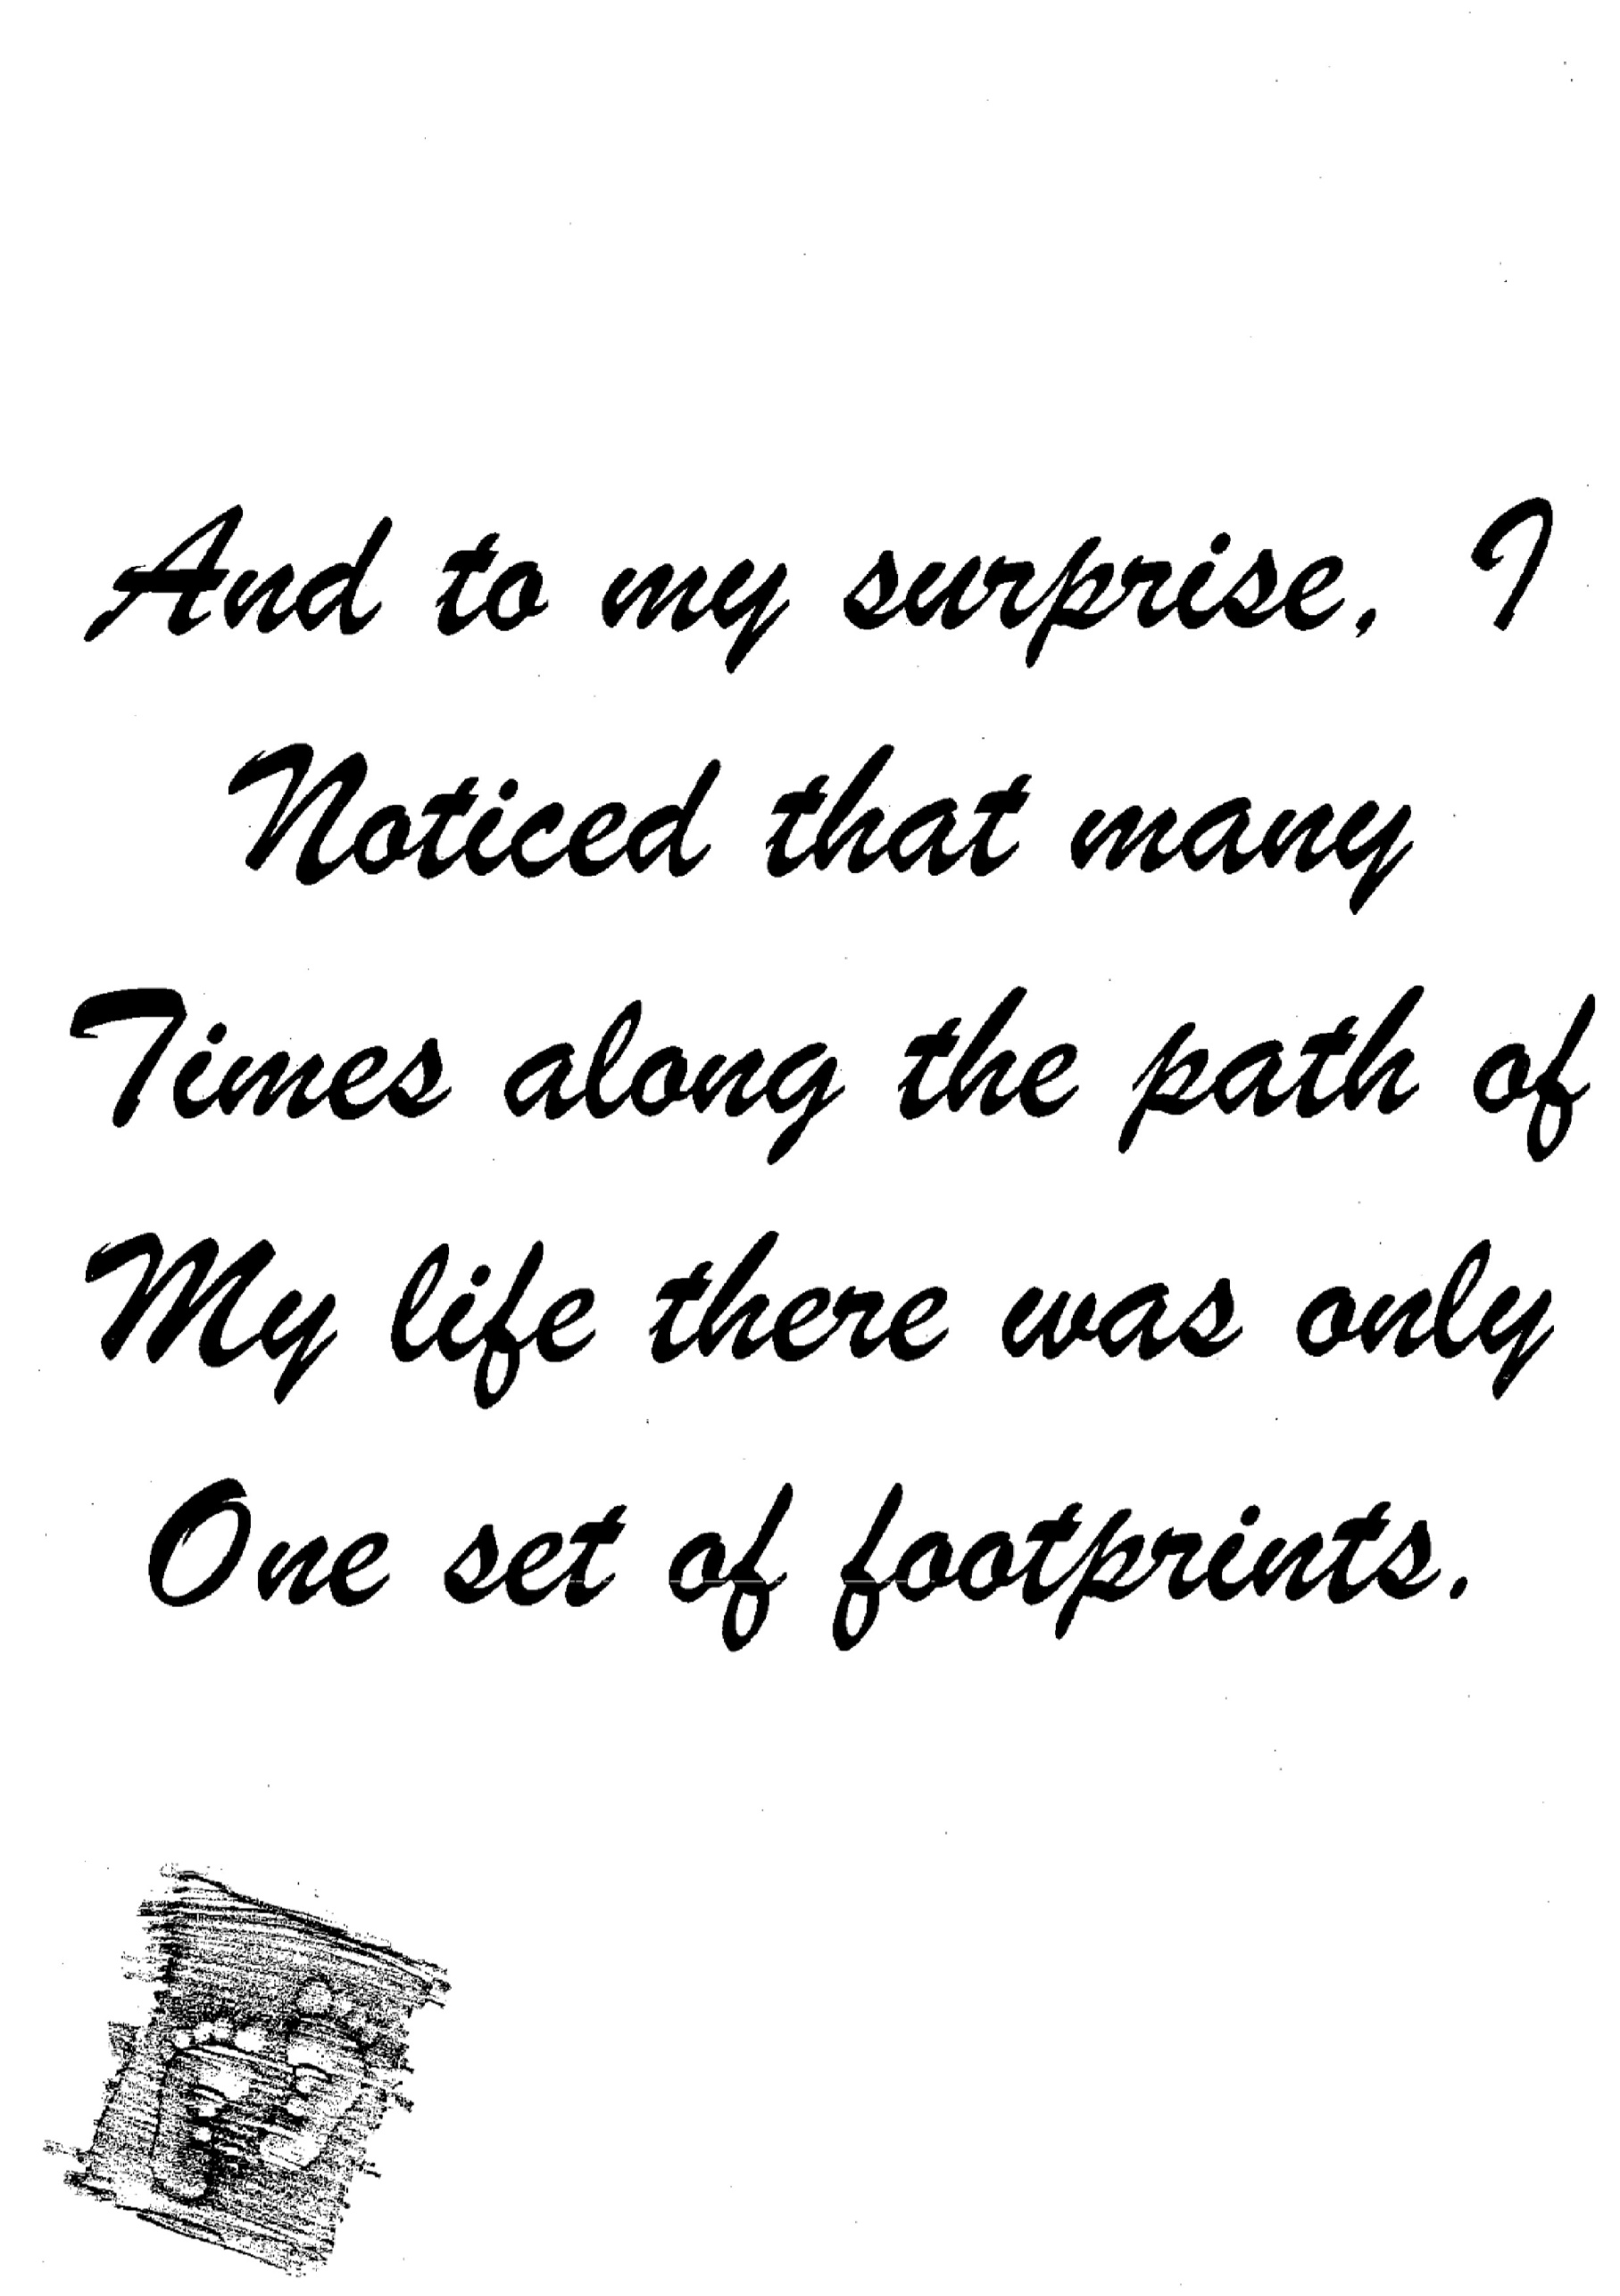 And to my surprise, I
Noticed that many
Times along the path of
My life there was only
One set of footprints.